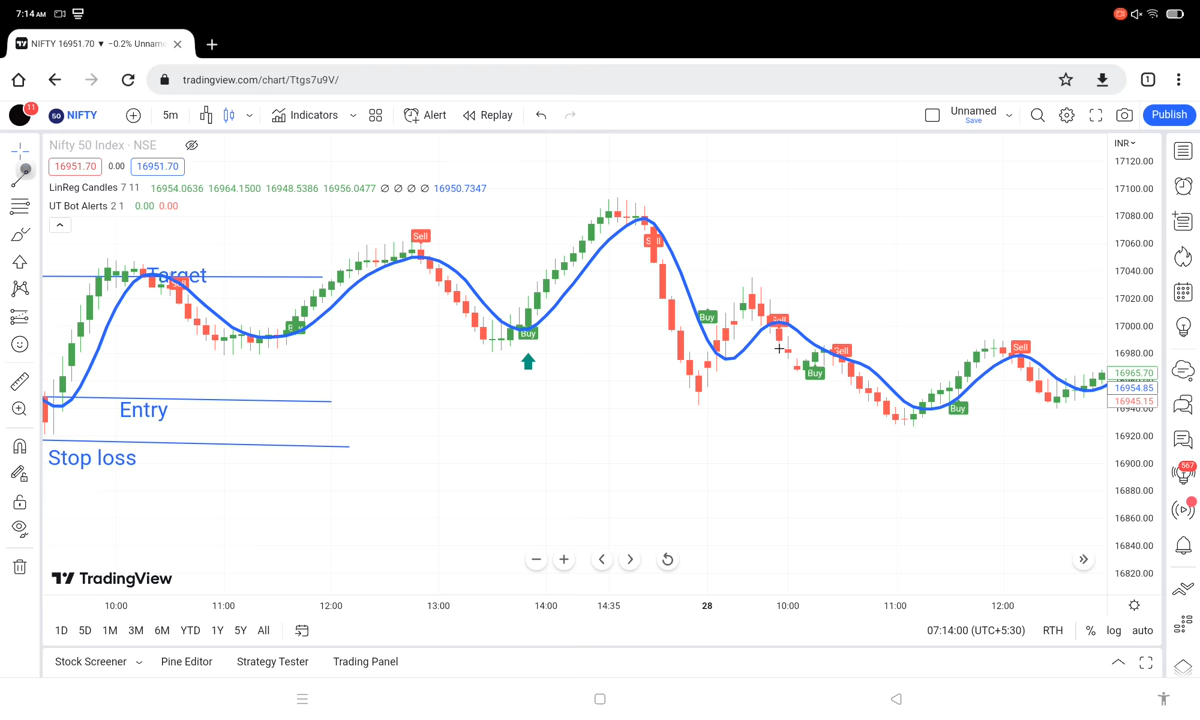 7:14 AM
NIFTY 16951.70 ▼ −0.2% Unnam
tradingview.com/chart/Ttgs7u9V/
1
11
50 NIFTY
5m
Indicators
Alert
Replay
Unnamed
Save
Publish
Nifty 50 Index · NSE
16951.70 0.00 16951.70
LinReg Candles 7 11 16954.0636 16964.1500 16948.5386 16956.0477 ∅ ∅ ∅ ∅ 16950.7347
UT Bot Alerts 2 1 0.00 0.00
INR
17120.00
17100.00
17080.00
17060.00
17040.00
17020.00
17000.00
16980.00
16965.70
16954.85
16945.15
16940.00
16920.00
16900.00
16880.00
16860.00
16840.00
16820.00
Sell
Sell
Target
Buy
Buy
Buy
Sell
Sell
Buy
Sell
Buy
Entry
Stop loss
567
TradingView
10:00 11:00 12:00 13:00 14:00 14:35 28 10:00 11:00 12:00
1D 5D 1M 3M 6M YTD 1Y 5Y All
07:14:00 (UTC+5:30) RTH % log auto
Stock Screener Pine Editor Strategy Tester Trading Panel